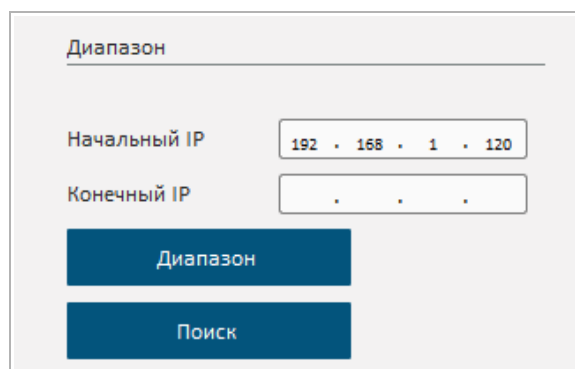 Диапазон
Начальный IP 192 . 168 . 1 . 120
Конечный IP . . .
Диапазон
Поиск